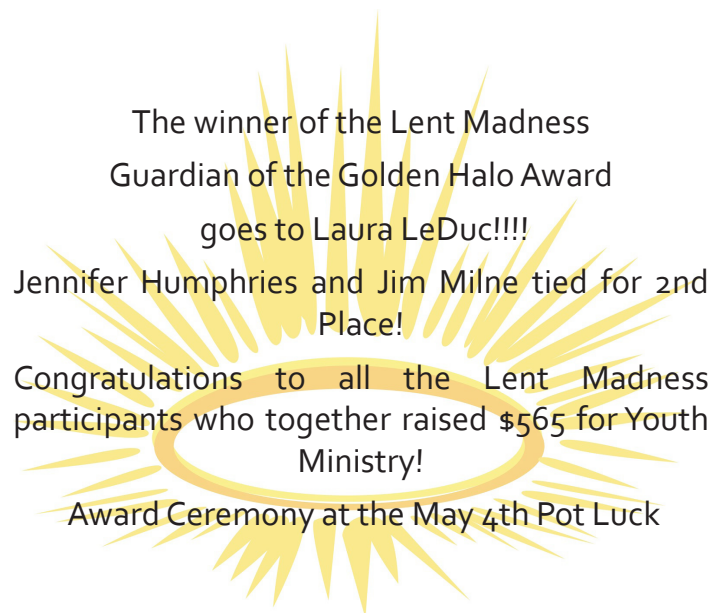 The winner of the Lent Madness
Guardian of the Golden Halo Award
goes to Laura LeDuc!!!!
Jennifer Humphries and Jim Milne tied for 2nd
Place!
Congratulations to all the Lent Madness
participants who together raised $565 for Youth
Ministry!
Award Ceremony at the May 4th Pot Luck